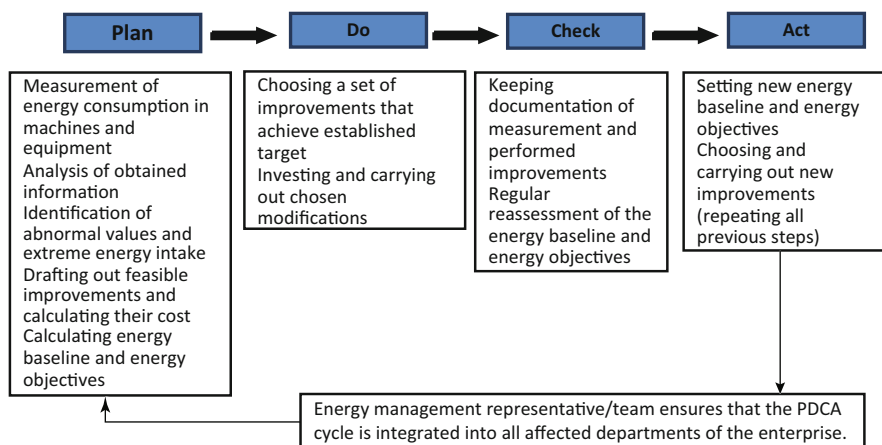 Plan
Do
Check
Act
Measurement of
energy consumption in
machines and
equipment
Analysis of obtained
information
Identification of
abnormal values and
extreme energy intake
Drafting out feasible
improvements and
calculating their cost
Calculating energy
baseline and energy
objectives
Choosing a set of
improvements that
achieve established
target
Investing and carrying
out chosen
modifications
Keeping
documentation of
measurement and
performed
improvements
Regular
reassessment of the
energy baseline and
energy objectives
Setting new energy
baseline and energy
objectives
Choosing and
carrying out new
improvements
(repeating all
previous steps)
Energy management representative/team ensures that the PDCA
cycle is integrated into all affected departments of the enterprise.